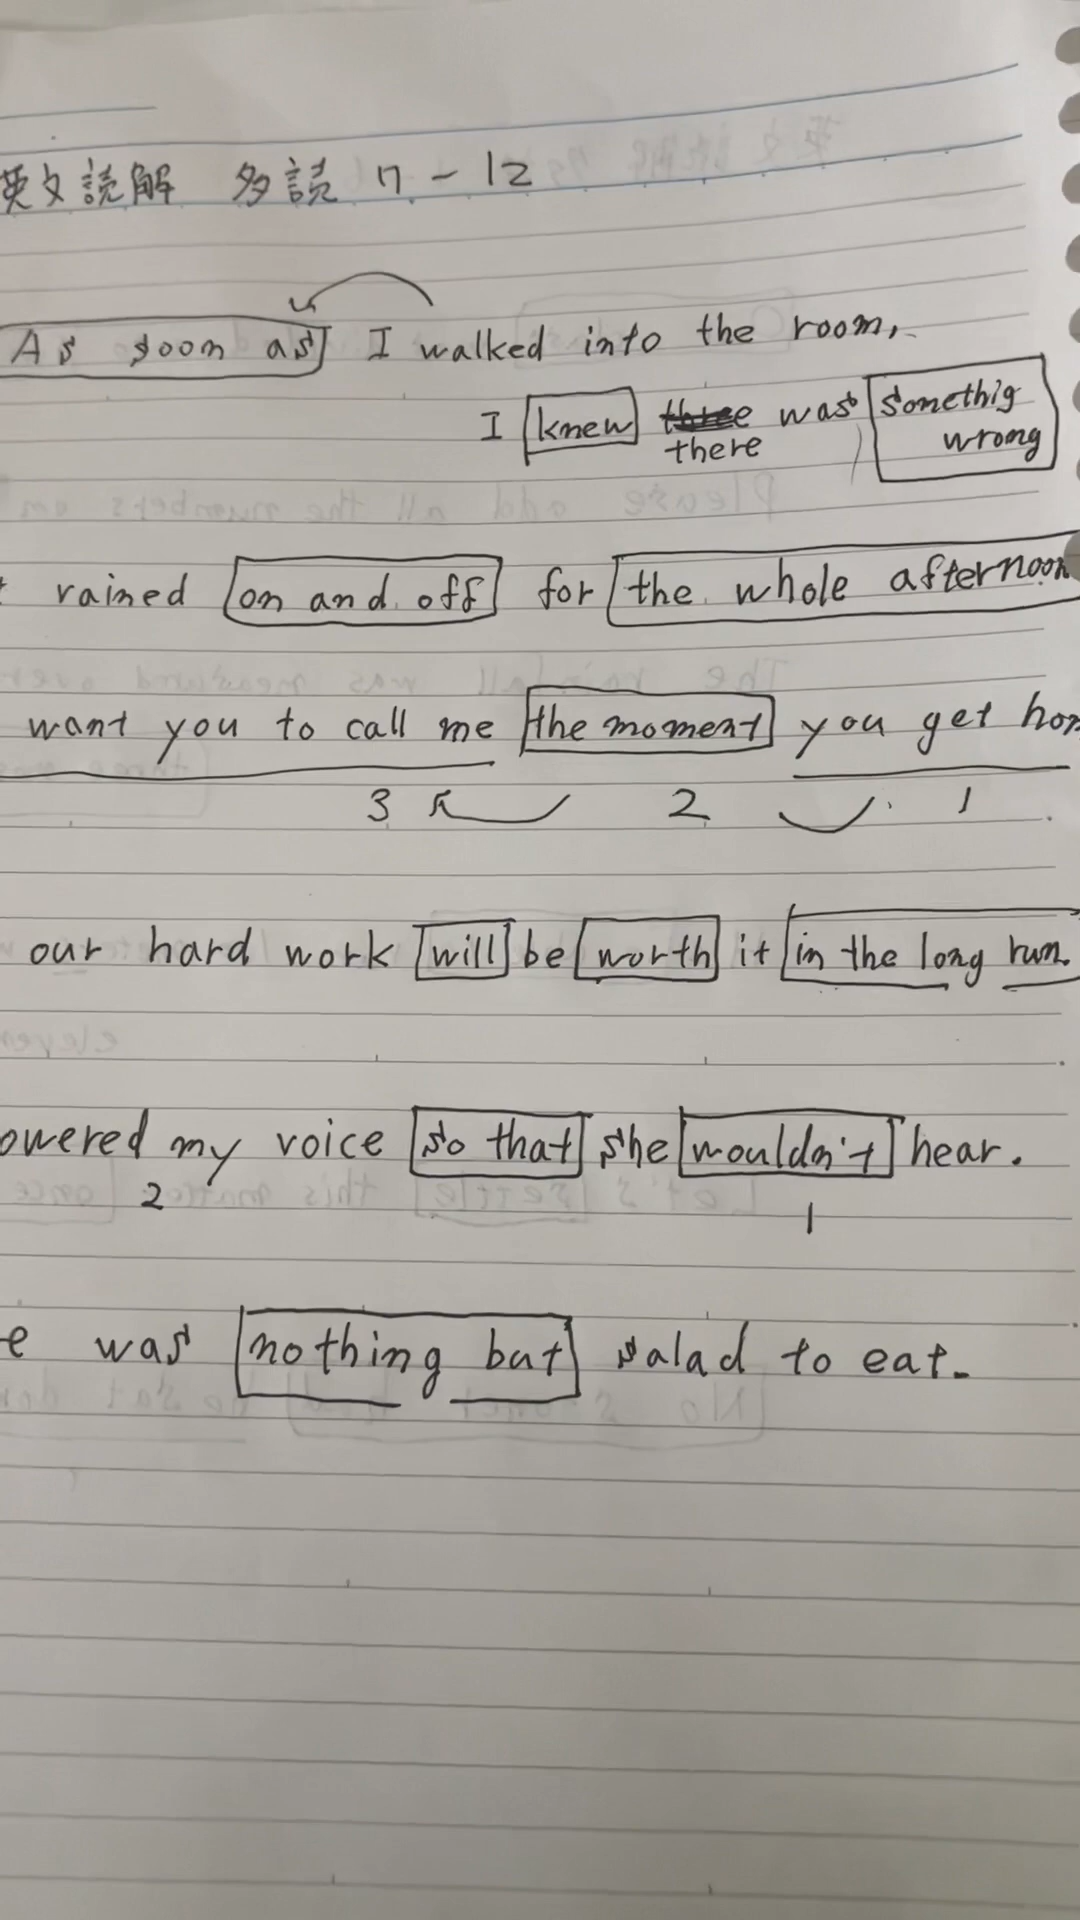 英文読解 多読 7-12
As soon as I walked into the room,
I knew there was somethig
wrong
rained on and off for the whole afternoon
want you to call me the moment you get
3 2 1
our hard work will be worth it in the long run.
my voice so that she wouldn't hear.
2 1
was nothing but salad to eat.